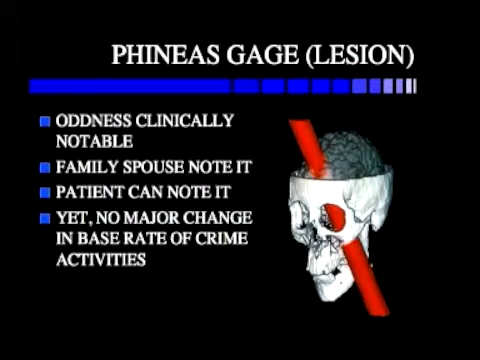 PHINEAS GAGE (LESION)
ODDNESS CLINICALLY
NOTABLE
FAMILY SPOUSE NOTE IT
PATIENT CAN NOTE IT
YET, NO MAJOR CHANGE
IN BASE RATE OF CRIME
ACTIVITIES